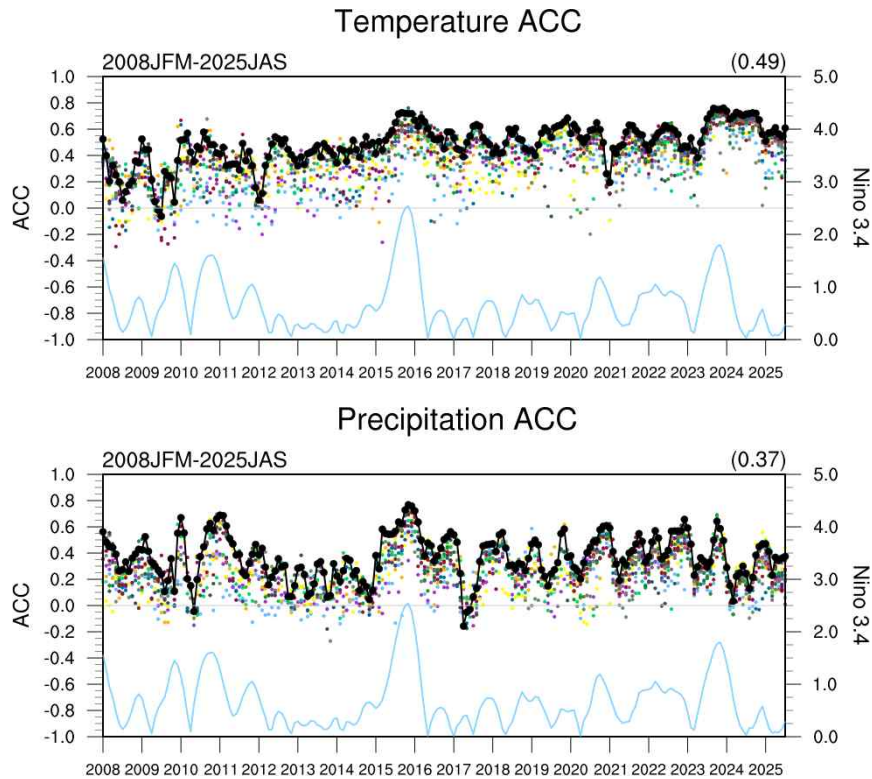 Temperature ACC
2008JFM-2025JAS (0.49)
1.0 0.8 0.6 0.4 0.2 0.0 -0.2 -0.4 -0.6 -0.8 -1.0
ACC
5.0 4.0 3.0 2.0 1.0 0.0
Nino 3.4
2008 2009 2010 2011 2012 2013 2014 2015 2016 2017 2018 2019 2020 2021 2022 2023 2024 2025
Precipitation ACC
2008JFM-2025JAS (0.37)
1.0 0.8 0.6 0.4 0.2 0.0 -0.2 -0.4 -0.6 -0.8 -1.0
ACC
5.0 4.0 3.0 2.0 1.0 0.0
Nino 3.4
2008 2009 2010 2011 2012 2013 2014 2015 2016 2017 2018 2019 2020 2021 2022 2023 2024 2025